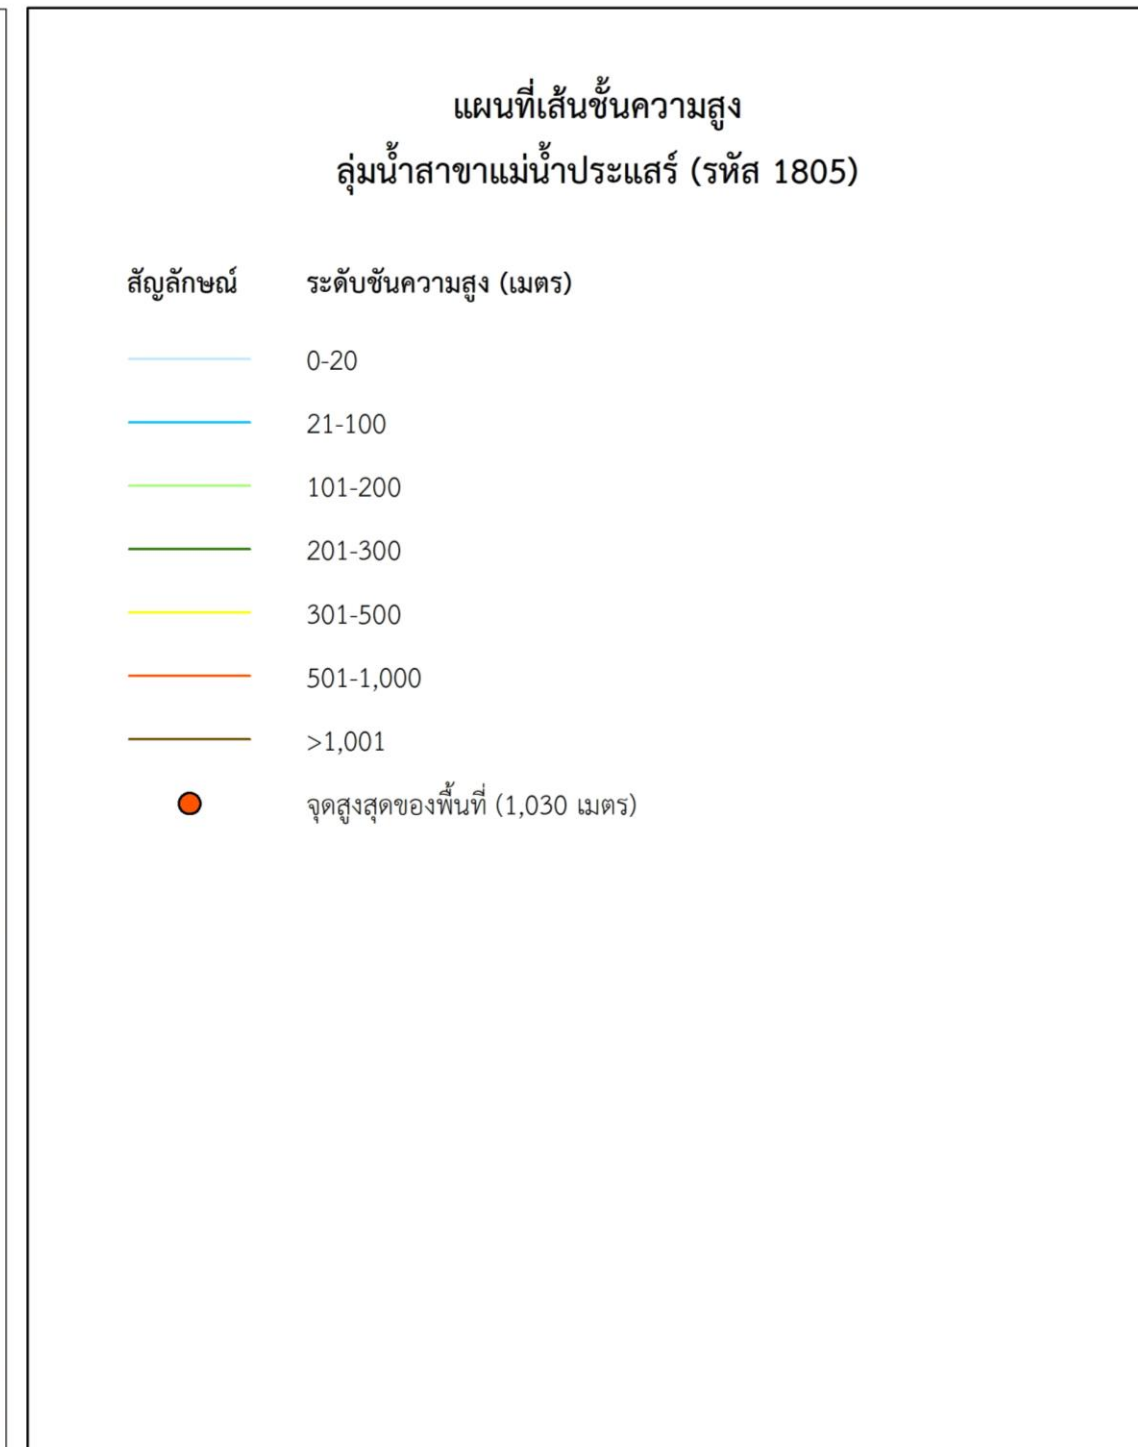 แผนที่เส้นชั้นความสูง
ลุ่มน้ำสาขาแม่น้ำประแสร์ (รหัส 1805)
สัญลักษณ์ ระดับชันความสูง (เมตร)
0-20
21-100
101-200
201-300
301-500
501-1,000
>1,001
จุดสูงสุดของพื้นที่ (1,030 เมตร)